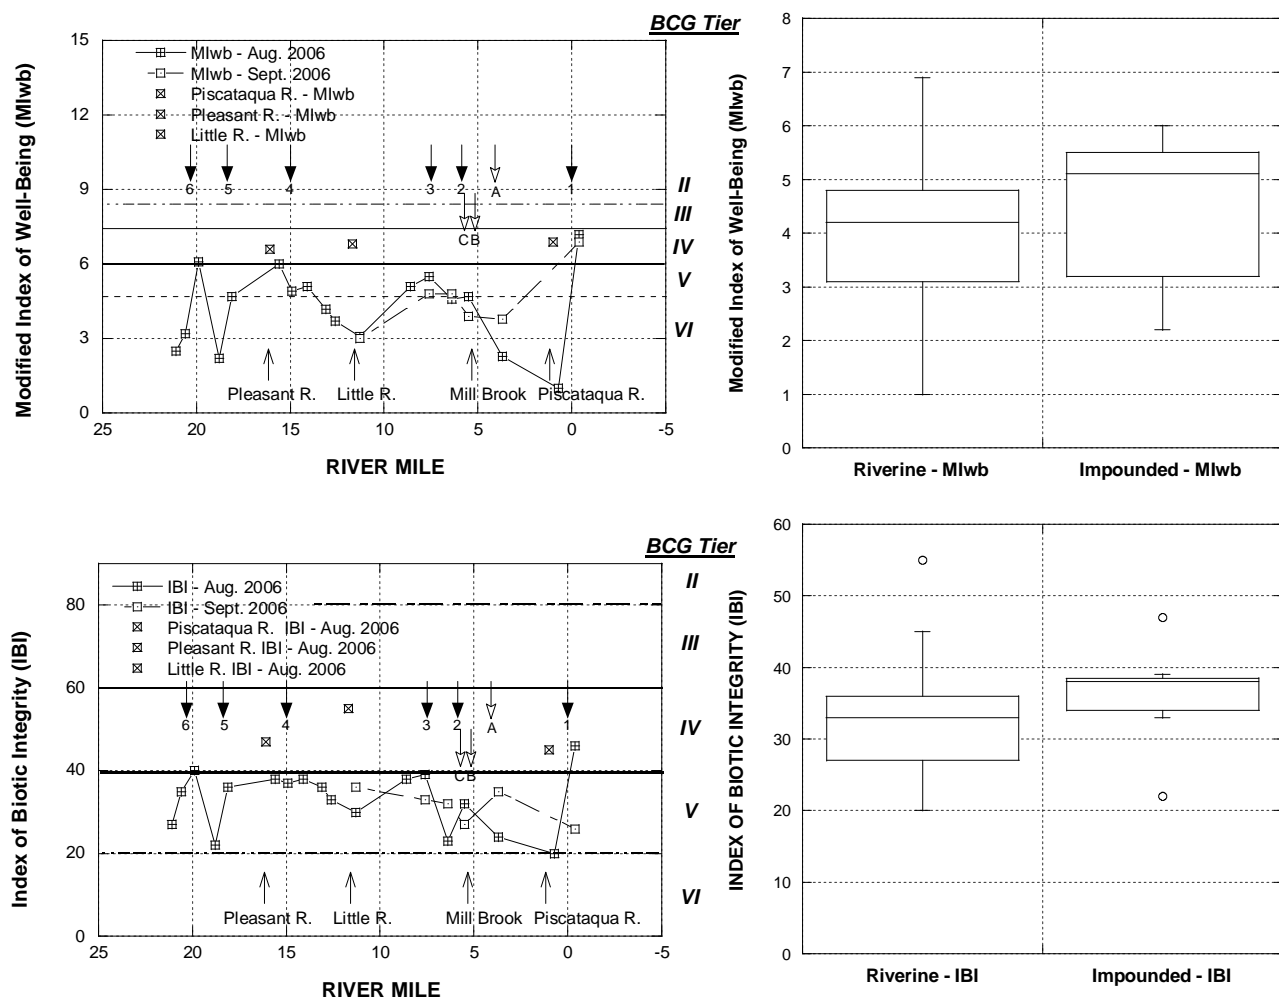 BCG Tier
Modified Index of Well-Being (MIwb)
15
12
9
6
3
0
MIwb - Aug. 2006
MIwb - Sept. 2006
Piscataqua R. - MIwb
Pleasant R. - MIwb
Little R. - MIwb
6 5 4 3 2 A 1
C B
II
III
IV
V
VI
Pleasant R. Little R. Mill Brook Piscataqua R.
25 20 15 10 5 0 -5
RIVER MILE
Modified Index of Well-Being (MIwb)
8
7
6
5
4
3
2
1
0
Riverine - MIwb Impounded - MIwb
BCG Tier
Index of Biotic Integrity (IBI)
80
60
40
20
0
IBI - Aug. 2006
IBI - Sept. 2006
Piscataqua R. IBI - Aug. 2006
Pleasant R. IBI - Aug. 2006
Little R. IBI - Aug. 2006
6 5 4 3 2 A 1
C B
II
III
IV
V
VI
Pleasant R. Little R. Mill Brook Piscataqua R.
25 20 15 10 5 0 -5
RIVER MILE
INDEX OF BIOTIC INTEGRITY (IBI)
60
50
40
30
20
10
0
Riverine - IBI Impounded - IBI